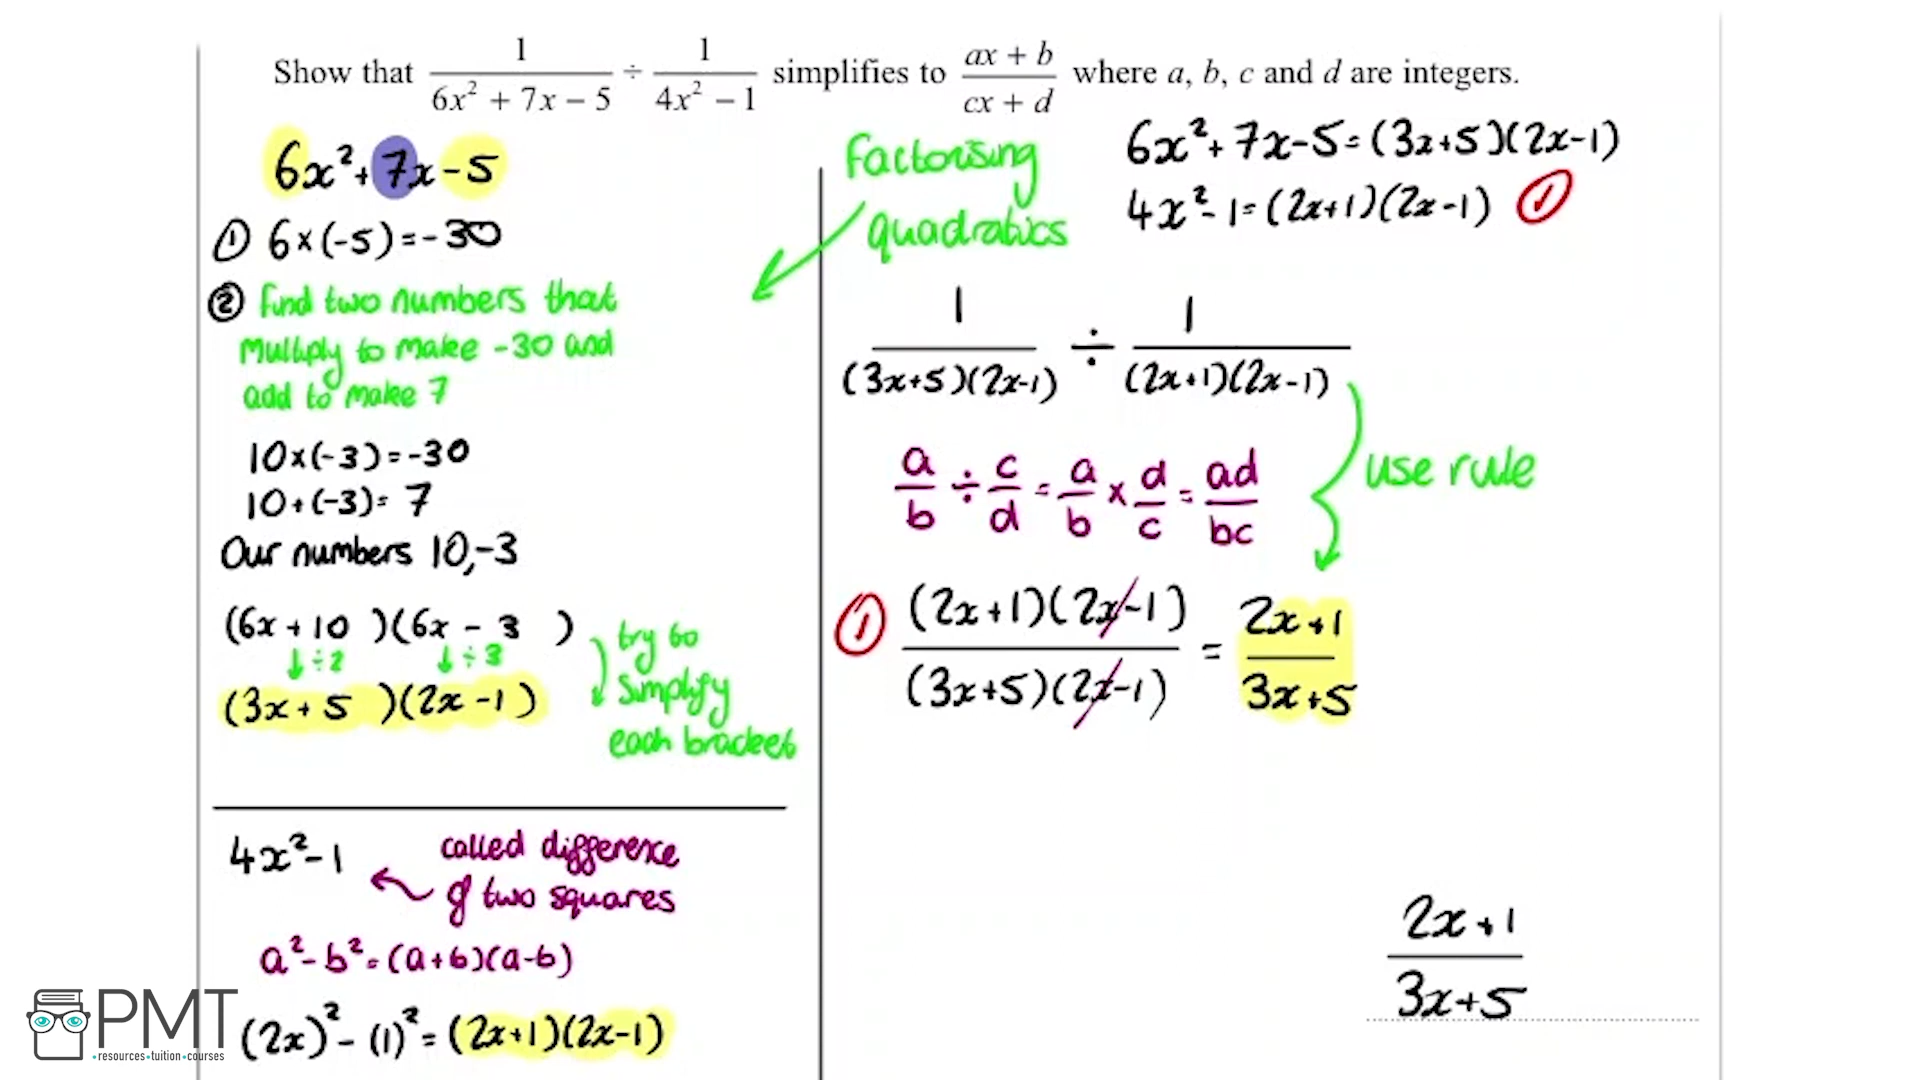 Show that 1/(6x² + 7x − 5) ÷ 1/(4x² − 1) simplifies to (ax + b)/(cx + d) where a, b, c and d are integers.
6x² + 7x - 5
① 6 × (-5) = -30
② find two numbers that
multiply to make -30 and
add to make 7
10 × (-3) = -30
10 + (-3) = 7
Our numbers 10, -3
(6x + 10 )(6x - 3 )
↓ ÷2 ↓ ÷3
(3x + 5 )(2x - 1)
try to
simplify
each bracket
4x² - 1
called difference
of two squares
a² - b² = (a+b)(a-b)
(2x)² - (1)² = (2x+1)(2x-1)
factorising
quadratics
6x² + 7x - 5 = (3x+5)(2x-1)
4x² - 1 = (2x+1)(2x-1) ①
1/((3x+5)(2x-1)) ÷ 1/((2x+1)(2x-1))
a/b ÷ c/d = a/b × d/c = ad/bc
use rule
① ((2x+1)(2x-1))/((3x+5)(2x-1)) = (2x+1)/(3x+5)
(2x+1)/(3x+5)
PMT
•resources•tuition•courses